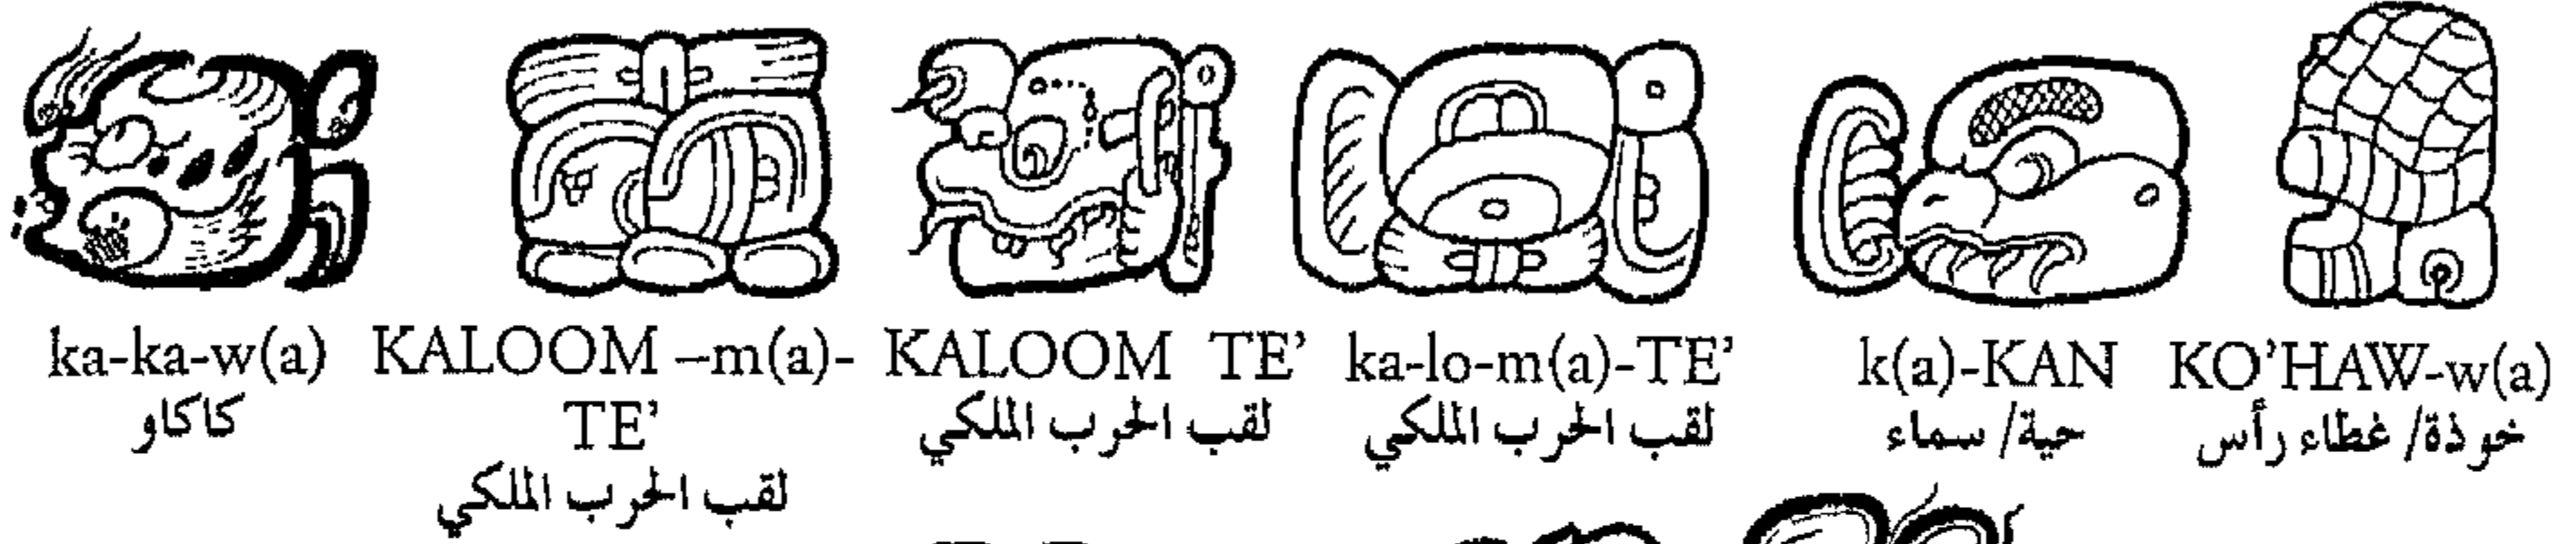 ka-ka-w(a) KALOOM –m(a)- KALOOM TE’ ka-lo-m(a)-TE’ k(a)-KAN KO’HAW-w(a)
كاكاو TE’ لقب الحرب الملكي لقب الحرب الملكي حية/ سماء خوذة/ غطاء رأس
لقب الحرب الملكي